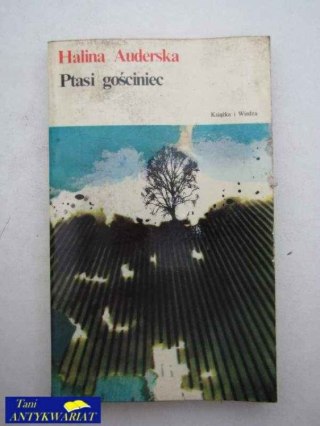 Halina Auderska
Ptasi gościniec
Książka i Wiedza
Tani
ANTYKWARIAT